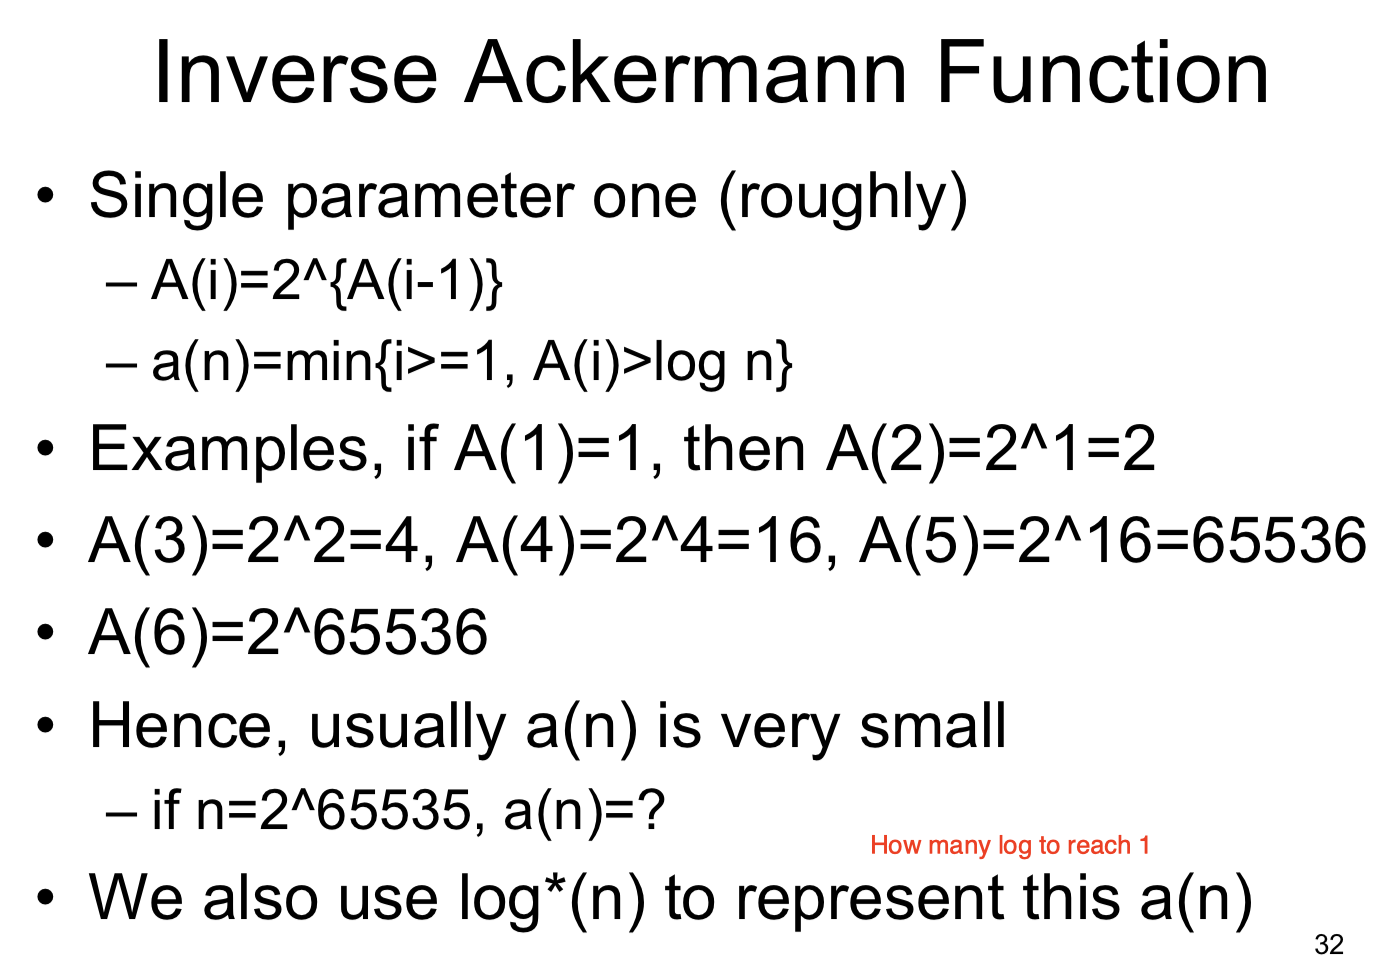 Inverse Ackermann Function
• Single parameter one (roughly)
– A(i)=2^{A(i-1)}
– a(n)=min{i>=1, A(i)>log n}
• Examples, if A(1)=1, then A(2)=2^1=2
• A(3)=2^2=4, A(4)=2^4=16, A(5)=2^16=65536
• A(6)=2^65536
• Hence, usually a(n) is very small
– if n=2^65535, a(n)=?
How many log to reach 1
• We also use log*(n) to represent this a(n)
32